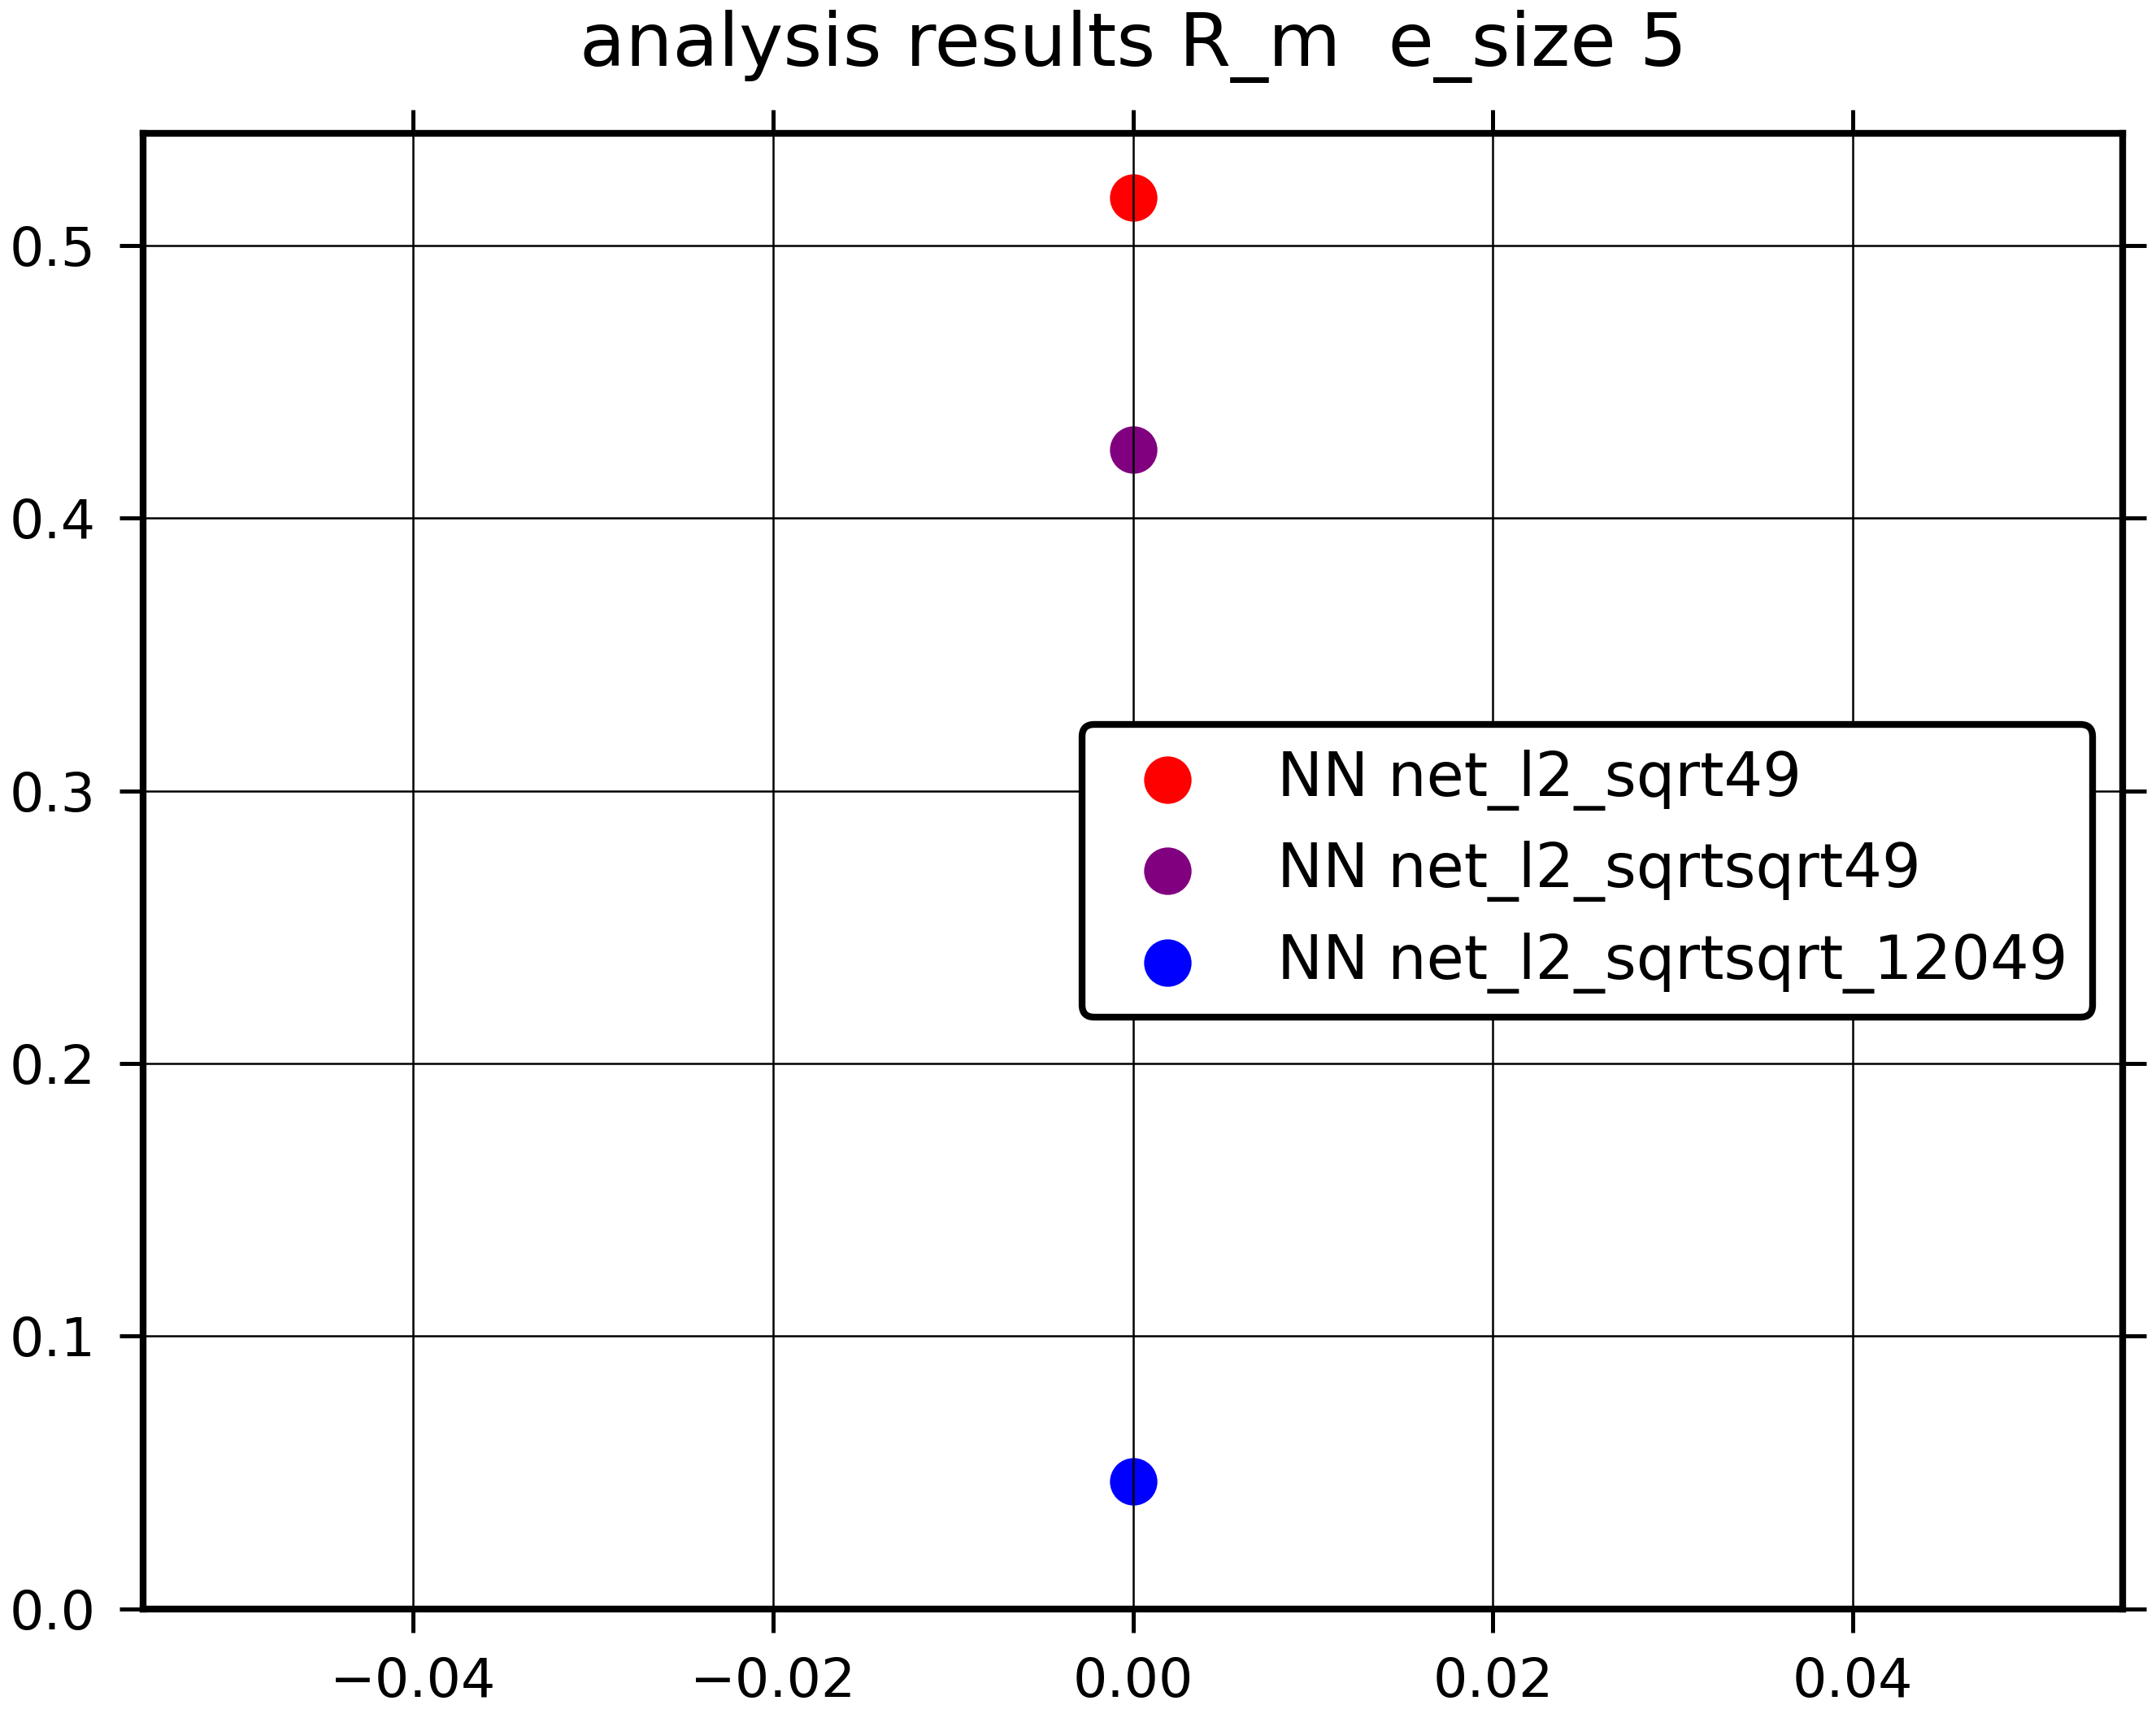 analysis results R_m  e_size 5
0.5
0.4
0.3
0.2
0.1
0.0
NN net_l2_sqrt49
NN net_l2_sqrtsqrt49
NN net_l2_sqrtsqrt_12049
−0.04 −0.02 0.00 0.02 0.04